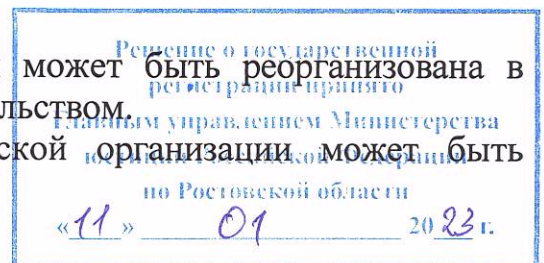 Решение о государственной
может быть реорганизована в
регистрации принято
льством.
Главным управлением Министерства
ской организации может быть
юстиции Российской Федерации
по Ростовской области
«11» 01 2023 г.